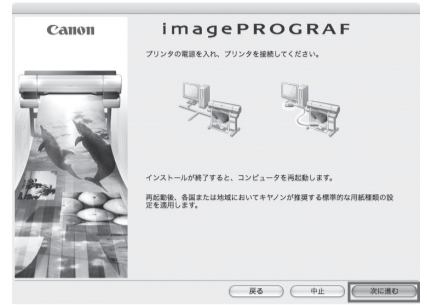 Canon
imagePROGRAF
プリンタの電源を入れ、プリンタを接続してください。
インストールが終了すると、コンピュータを再起動します。
再起動後、各国または地域においてキヤノンが推奨する標準的な用紙種類の設
定を適用します。
戻る
中止
次に進む